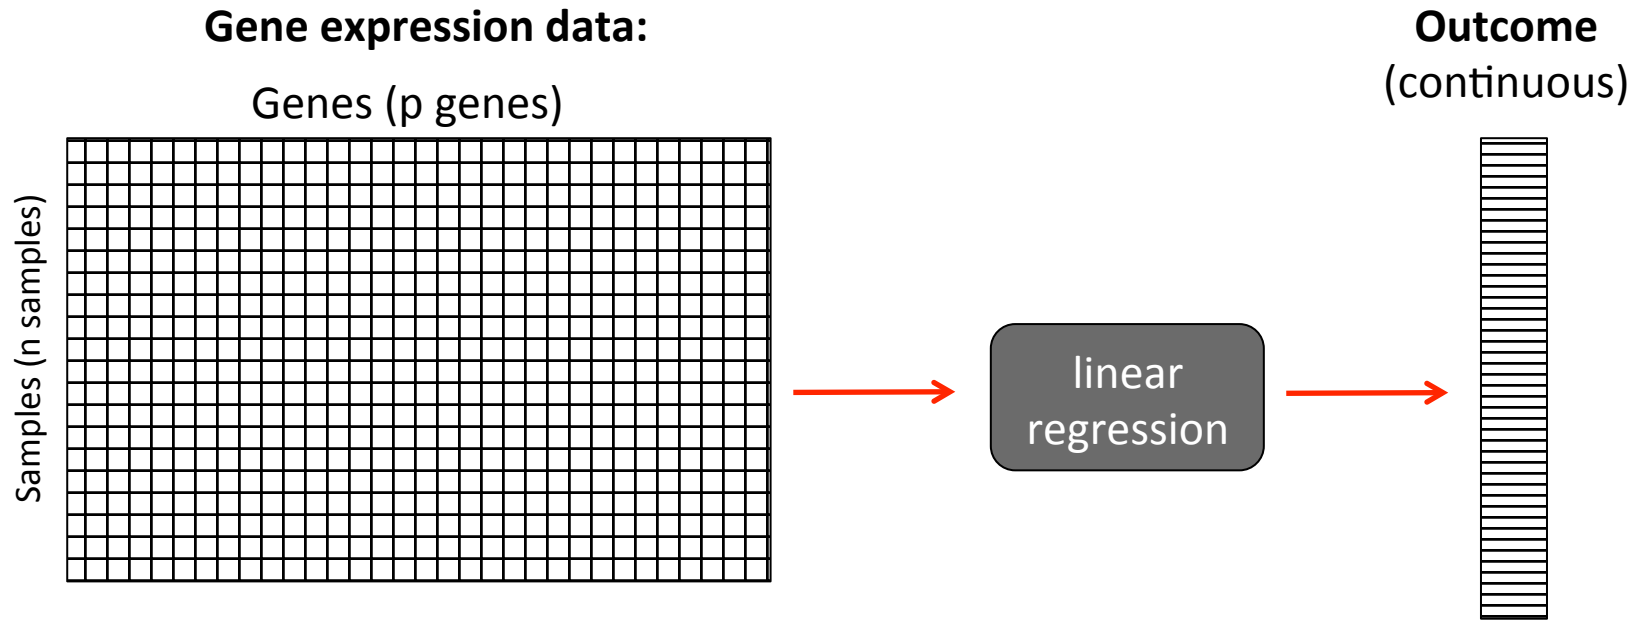 Gene expression data:
Genes (p genes)
Samples (n samples)
linear
regression
Outcome
(continuous)